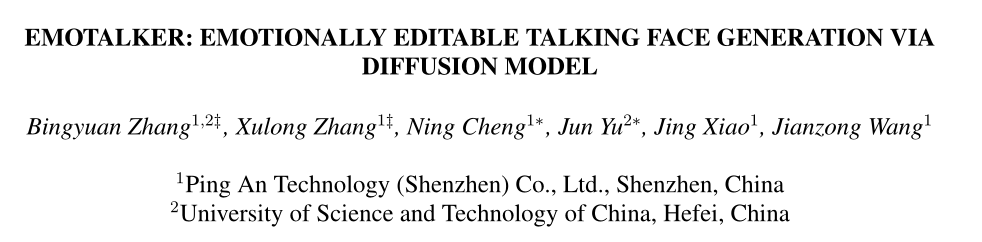 EMOTALKER: EMOTIONALLY EDITABLE TALKING FACE GENERATION VIA
DIFFUSION MODEL
Bingyuan Zhang¹,²‡, Xulong Zhang¹‡, Ning Cheng¹*, Jun Yu²*, Jing Xiao¹, Jianzong Wang¹
¹Ping An Technology (Shenzhen) Co., Ltd., Shenzhen, China
²University of Science and Technology of China, Hefei, China